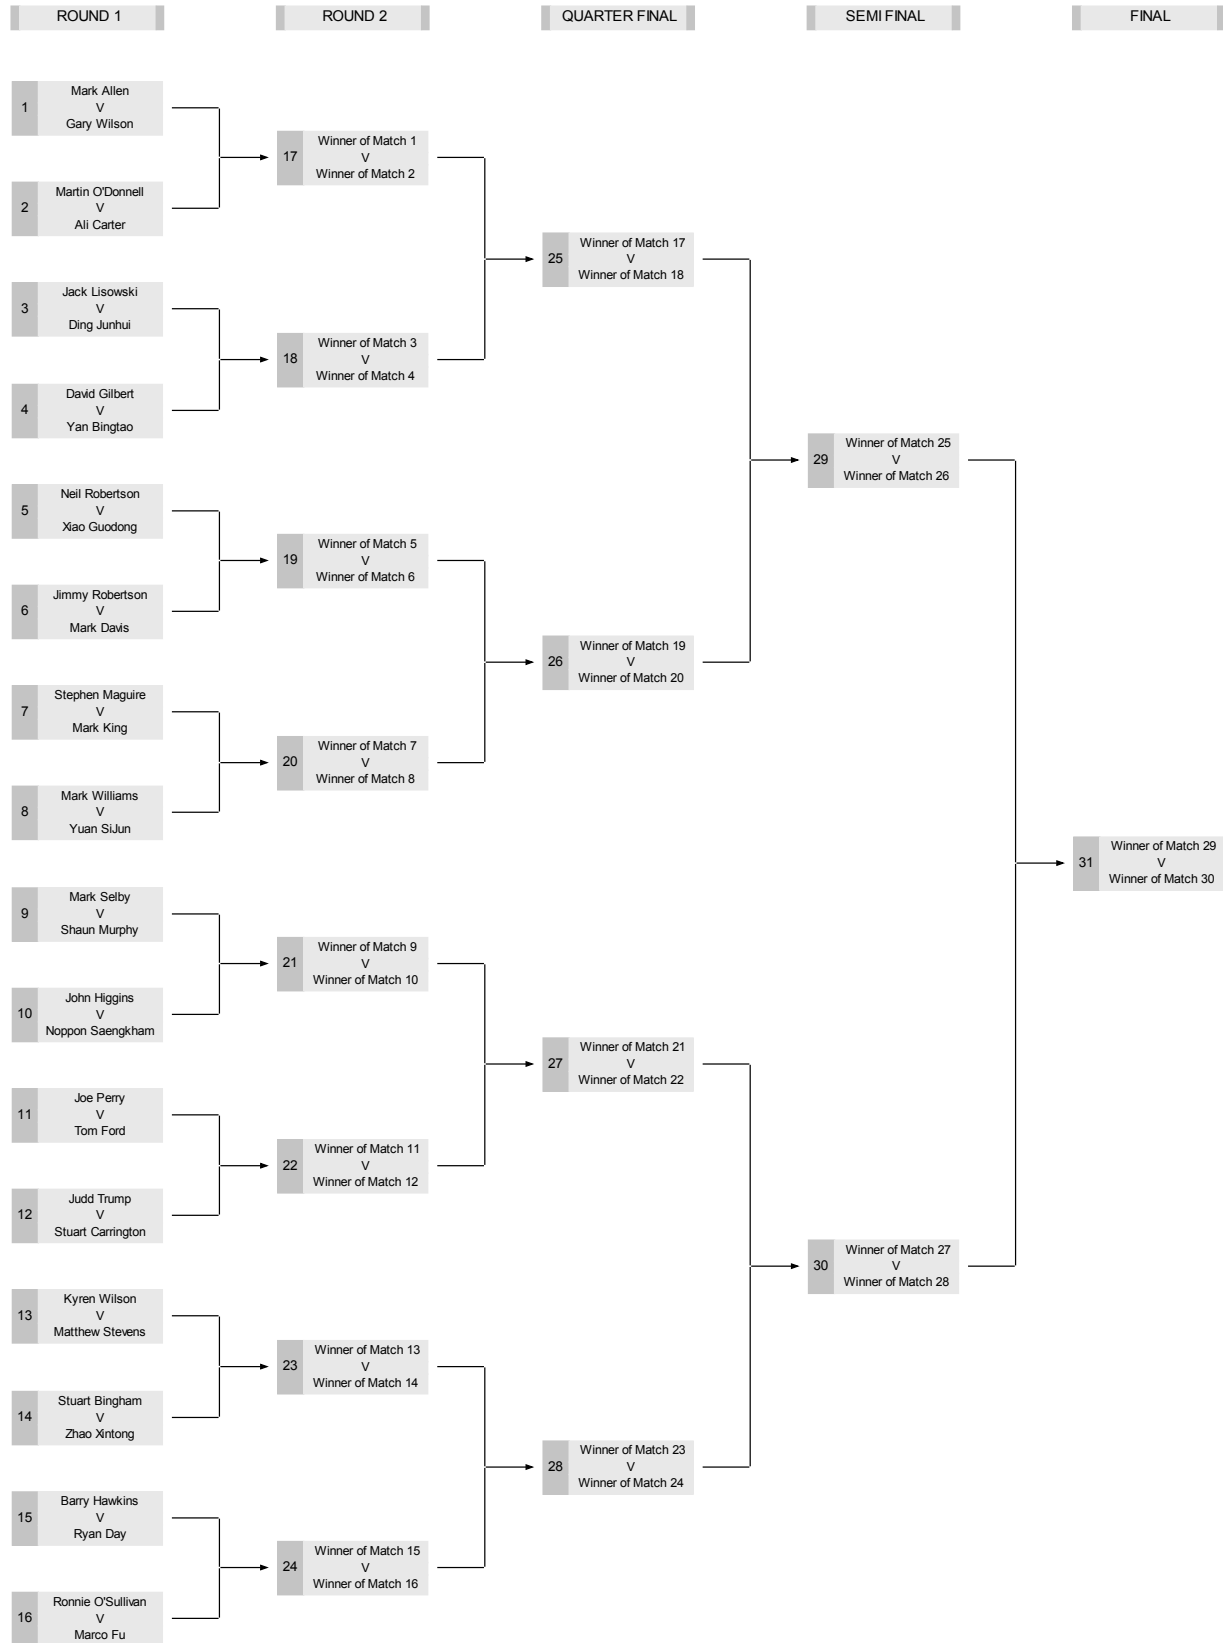 ROUND 1
ROUND 2
QUARTER FINAL
SEMI FINAL
FINAL
1
Mark Allen
V
Gary Wilson
2
Martin O'Donnell
V
Ali Carter
3
Jack Lisowski
V
Ding Junhui
4
David Gilbert
V
Yan Bingtao
5
Neil Robertson
V
Xiao Guodong
6
Jimmy Robertson
V
Mark Davis
7
Stephen Maguire
V
Mark King
8
Mark Williams
V
Yuan SiJun
9
Mark Selby
V
Shaun Murphy
10
John Higgins
V
Noppon Saengkham
11
Joe Perry
V
Tom Ford
12
Judd Trump
V
Stuart Carrington
13
Kyren Wilson
V
Matthew Stevens
14
Stuart Bingham
V
Zhao Xintong
15
Barry Hawkins
V
Ryan Day
16
Ronnie O'Sullivan
V
Marco Fu
17
Winner of Match 1
V
Winner of Match 2
18
Winner of Match 3
V
Winner of Match 4
19
Winner of Match 5
V
Winner of Match 6
20
Winner of Match 7
V
Winner of Match 8
21
Winner of Match 9
V
Winner of Match 10
22
Winner of Match 11
V
Winner of Match 12
23
Winner of Match 13
V
Winner of Match 14
24
Winner of Match 15
V
Winner of Match 16
25
Winner of Match 17
V
Winner of Match 18
26
Winner of Match 19
V
Winner of Match 20
27
Winner of Match 21
V
Winner of Match 22
28
Winner of Match 23
V
Winner of Match 24
29
Winner of Match 25
V
Winner of Match 26
30
Winner of Match 27
V
Winner of Match 28
31
Winner of Match 29
V
Winner of Match 30